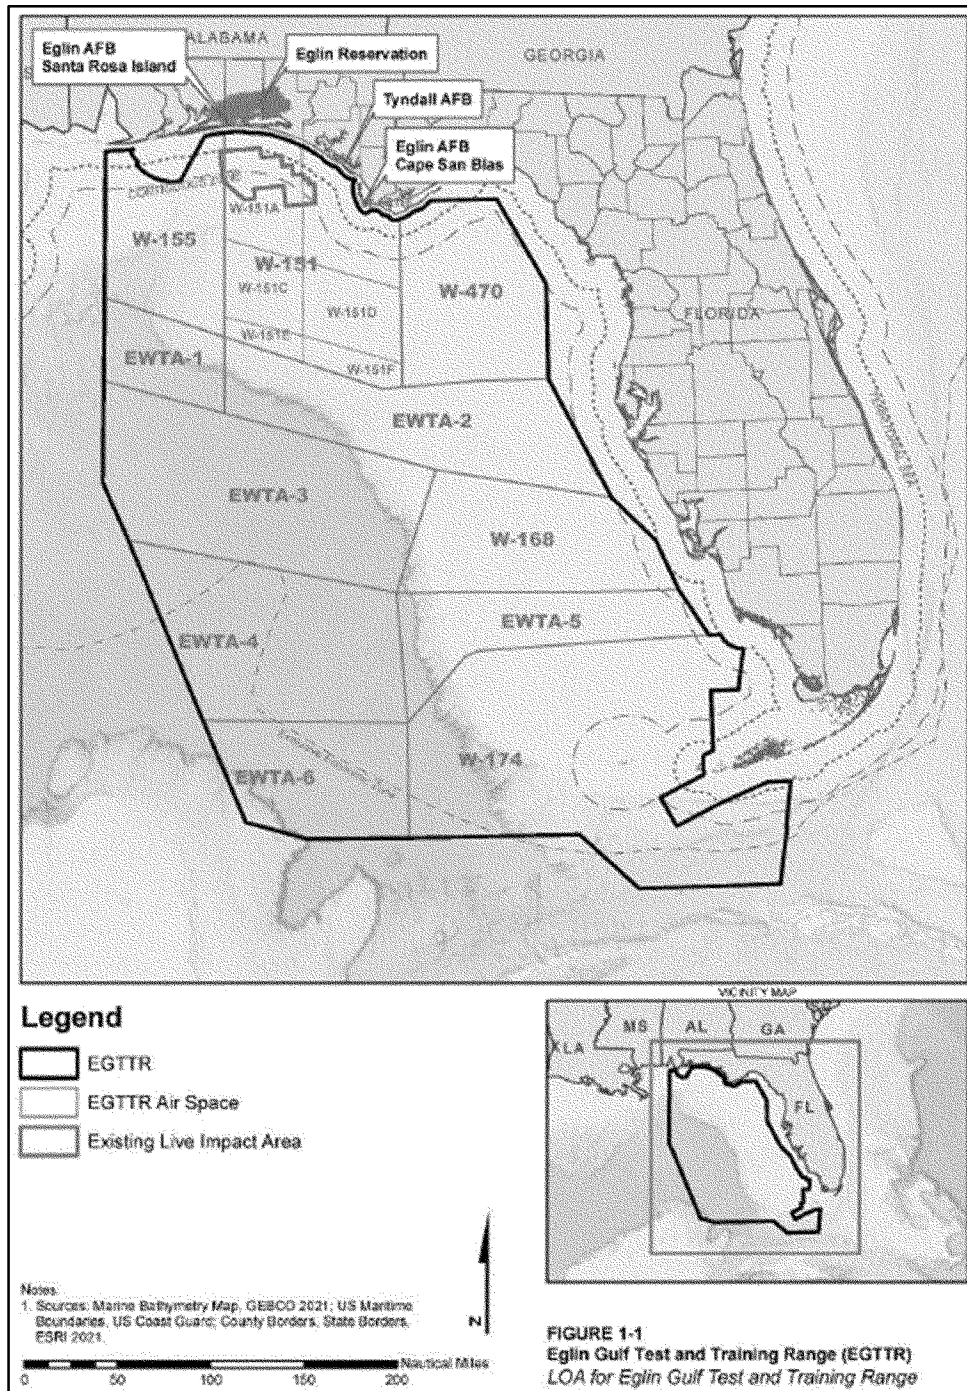 ALABAMA
GEORGIA
Eglin AFB
Santa Rosa Island
Eglin Reservation
Tyndall AFB
Eglin AFB
Cape San Blas
W-151A
W-155
W-151
W-151C
W-470
W-151D
FLORIDA
W-151E
EWTA-1
W-151F
EWTA-2
EWTA-3
W-168
EWTA-5
EWTA-4
W-174
EWTA-6
VICINITY MAP
MS
AL
GA
LA
FL
Legend
EGTTR
EGTTR Air Space
Existing Live Impact Area
N
Notes:
1. Sources: Marine Bathymetry Map, GEBCO 2021; US Maritime
Boundaries, US Coast Guard; County Borders, State Borders,
ESRI 2021.
Nautical Miles
0 50 100 150 200
FIGURE 1-1
Eglin Gulf Test and Training Range (EGTTR)
LOA for Eglin Gulf Test and Training Range